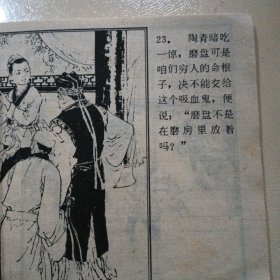 23. 陶青暗吃
一惊，磨盘可是
咱们穷人的命根
子，决不能交给
这个吸血鬼，便
说：“磨盘不是
在磨房里放着
吗？”